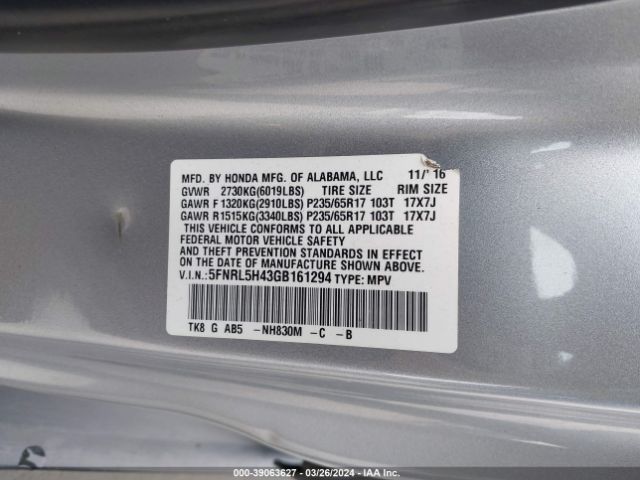 MFD. BY HONDA MFG. OF ALABAMA, LLC 11/'16
GVWR 2730KG(6019LBS) TIRE SIZE RIM SIZE
GAWR F 1320KG(2910LBS) P235/65R17 103T 17X7J
GAWR R1515KG(3340LBS) P235/65R17 103T 17X7J
THIS VEHICLE CONFORMS TO ALL APPLICABLE
FEDERAL MOTOR VEHICLE SAFETY
AND THEFT PREVENTION STANDARDS IN EFFECT
ON THE DATE OF MANUFACTURE SHOWN ABOVE.
V.I.N.: 5FNRL5H43GB161294 TYPE: MPV
TK8 G AB5 -NH830M -C -B
000-39063627 - 03/26/2024 - IAA Inc.